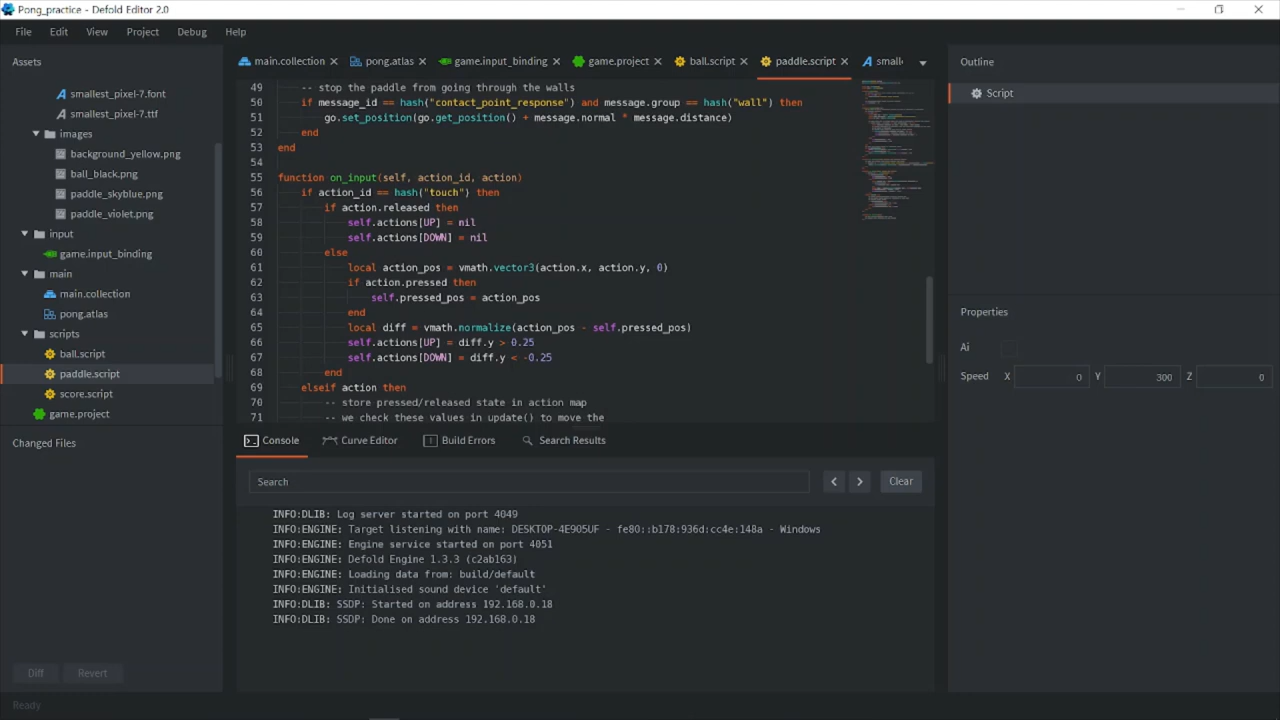 Pong_practice - Defold Editor 2.0
File Edit View Project Debug Help
Assets
smallest_pixel-7.font
smallest_pixel-7.ttf
images
background_yellow.png
ball_black.png
paddle_skyblue.png
paddle_violet.png
input
game.input_binding
main
main.collection
pong.atlas
scripts
ball.script
paddle.script
score.script
game.project
Changed Files
Diff Revert
Ready
main.collection pong.atlas game.input_binding game.project ball.script paddle.script small
49 -- stop the paddle from going through the walls
50 if message_id == hash("contact_point_response") and message.group == hash("wall") then
51 go.set_position(go.get_position() + message.normal * message.distance)
52 end
53 end
54
55 function on_input(self, action_id, action)
56 if action_id == hash("touch") then
57 if action.released then
58 self.actions[UP] = nil
59 self.actions[DOWN] = nil
60 else
61 local action_pos = vmath.vector3(action.x, action.y, 0)
62 if action.pressed then
63 self.pressed_pos = action_pos
64 end
65 local diff = vmath.normalize(action_pos - self.pressed_pos)
66 self.actions[UP] = diff.y > 0.25
67 self.actions[DOWN] = diff.y < -0.25
68 end
69 elseif action then
70 -- store pressed/released state in action map
71 -- we check these values in update() to move the
Console Curve Editor Build Errors Search Results
Search Clear
INFO:DLIB: Log server started on port 4049
INFO:ENGINE: Target listening with name: DESKTOP-4E905UF - fe80::b178:936d:cc4e:148a - Windows
INFO:ENGINE: Engine service started on port 4051
INFO:ENGINE: Defold Engine 1.3.3 (c2ab163)
INFO:ENGINE: Loading data from: build/default
INFO:ENGINE: Initialised sound device 'default'
INFO:DLIB: SSDP: Started on address 192.168.0.18
INFO:DLIB: SSDP: Done on address 192.168.0.18
Outline
Script
Properties
Ai
Speed X 0 Y 300 Z 0